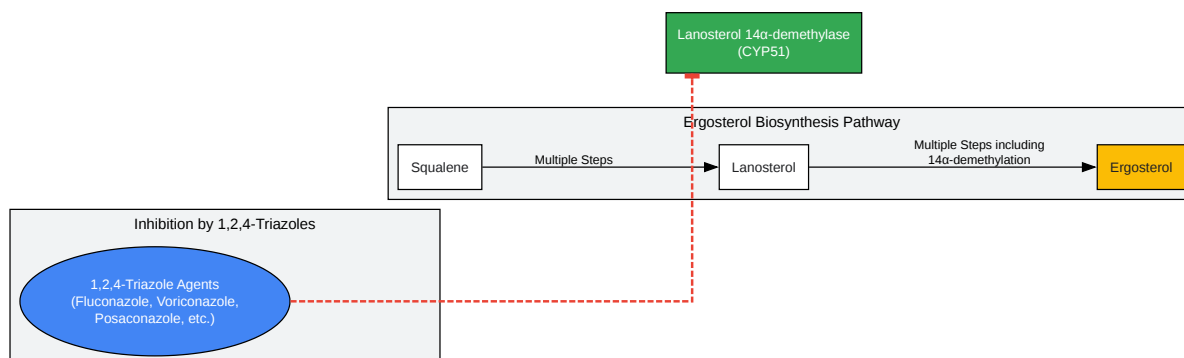 Lanosterol 14α-demethylase
(CYP51)
Ergosterol Biosynthesis Pathway
Squalene
Multiple Steps
Lanosterol
Multiple Steps including
14α-demethylation
Ergosterol
Inhibition by 1,2,4-Triazoles
1,2,4-Triazole Agents
(Fluconazole, Voriconazole,
Posaconazole, etc.)